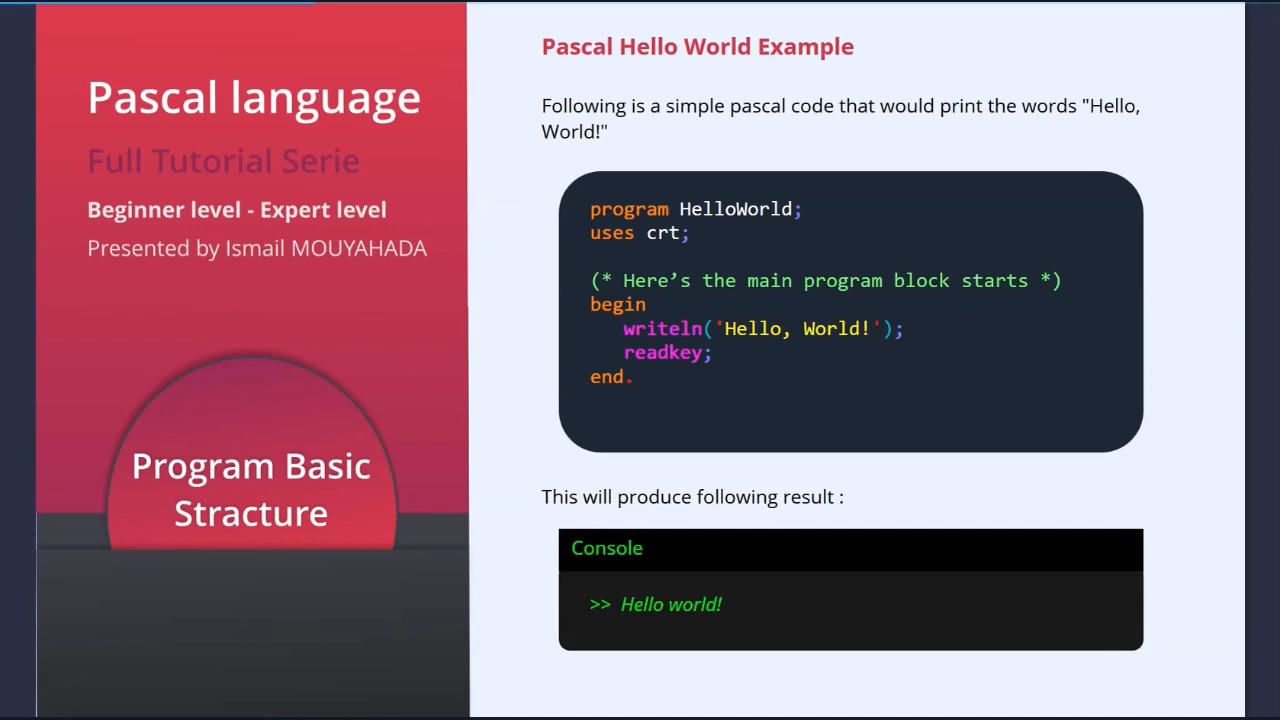 Pascal language
Full Tutorial Serie
Beginner level - Expert level
Presented by Ismail MOUYAHADA
Program Basic
Stracture
Pascal Hello World Example
Following is a simple pascal code that would print the words "Hello,
World!"
program HelloWorld;
uses crt;
(* Here’s the main program block starts *)
begin
writeln('Hello, World!');
readkey;
end.
This will produce following result :
Console
>> Hello world!